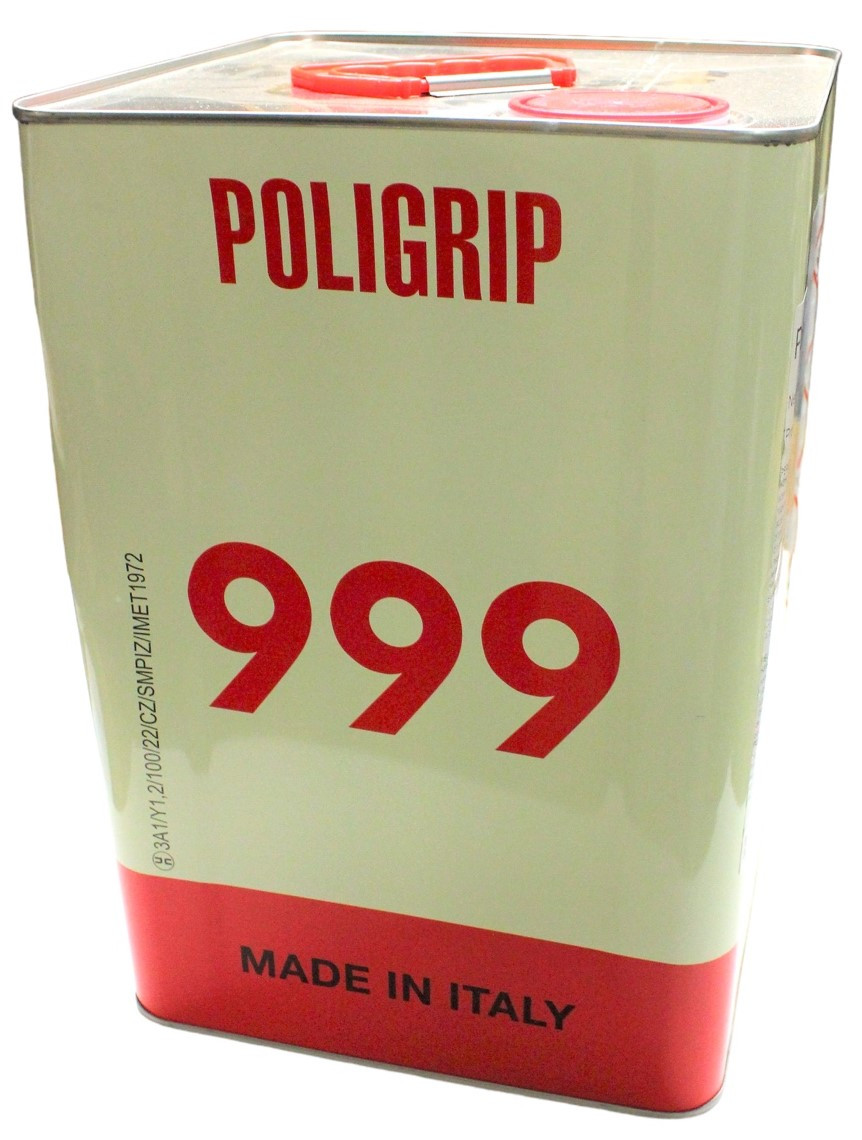 POLIGRIP
999
3A1/Y1,2/100/22/CZ/SMPIZ/IMET1972
MADE IN ITALY